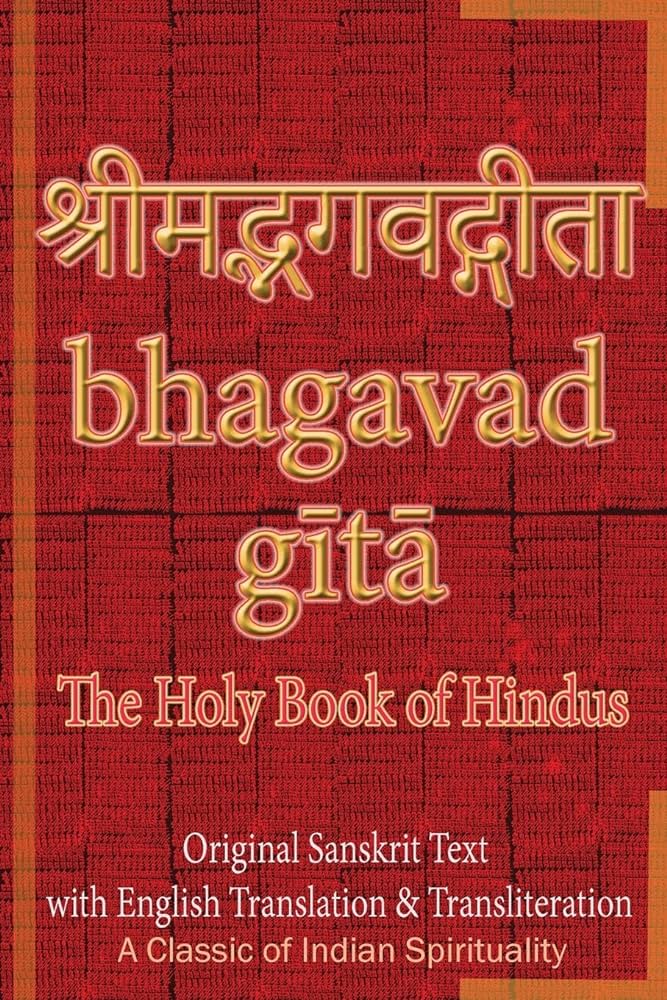 श्रीमद्भगवद्गीता
bhagavad
gītā
The Holy Book of Hindus
Original Sanskrit Text
with English Translation & Transliteration
A Classic of Indian Spirituality